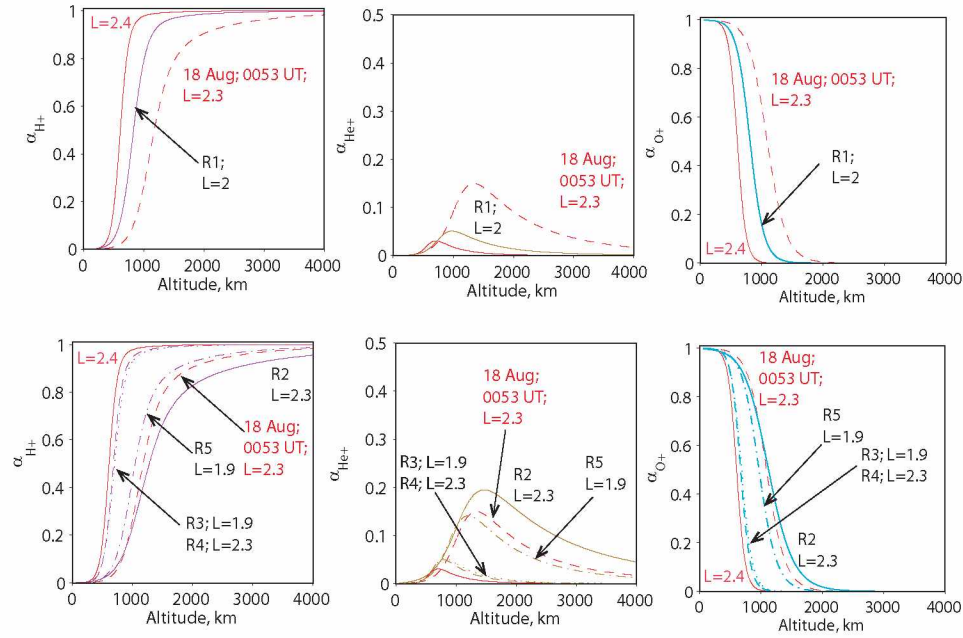 L=2.4
18 Aug; 0053 UT;
L=2.3
R1;
L=2
αH+
1
0.8
0.6
0.4
0.2
0
0
1000
2000
3000
4000
Altitude, km
0.5
0.4
0.3
0.2
0.1
0
αHe+
18 Aug;
0053 UT;
L=2.3
R1;
L=2
0
1000
2000
3000
4000
Altitude, km
1
0.8
0.6
0.4
0.2
0
αO+
18 Aug; 0053 UT;
L=2.3
R1;
L=2
L=2.4
0
1000
2000
3000
4000
Altitude, km
1
0.8
0.6
0.4
0.2
0
αH+
L=2.4
R2
L=2.3
18 Aug;
0053 UT;
L=2.3
R5
L=1.9
R3; L=1.9
R4; L=2.3
0
1000
2000
3000
4000
Altitude, km
0.5
0.4
0.3
0.2
0.1
0
αHe+
18 Aug;
0053 UT;
L=2.3
R3; L=1.9
R4; L=2.3
R2
L=2.3
R5
L=1.9
0
1000
2000
3000
4000
Altitude, km
1
0.8
0.6
0.4
0.2
0
αO+
18 Aug;
0053 UT;
L=2.3
R5
L=1.9
R3; L=1.9
R4; L=2.3
R2
L=2.3
L=2.4
0
1000
2000
3000
4000
Altitude, km